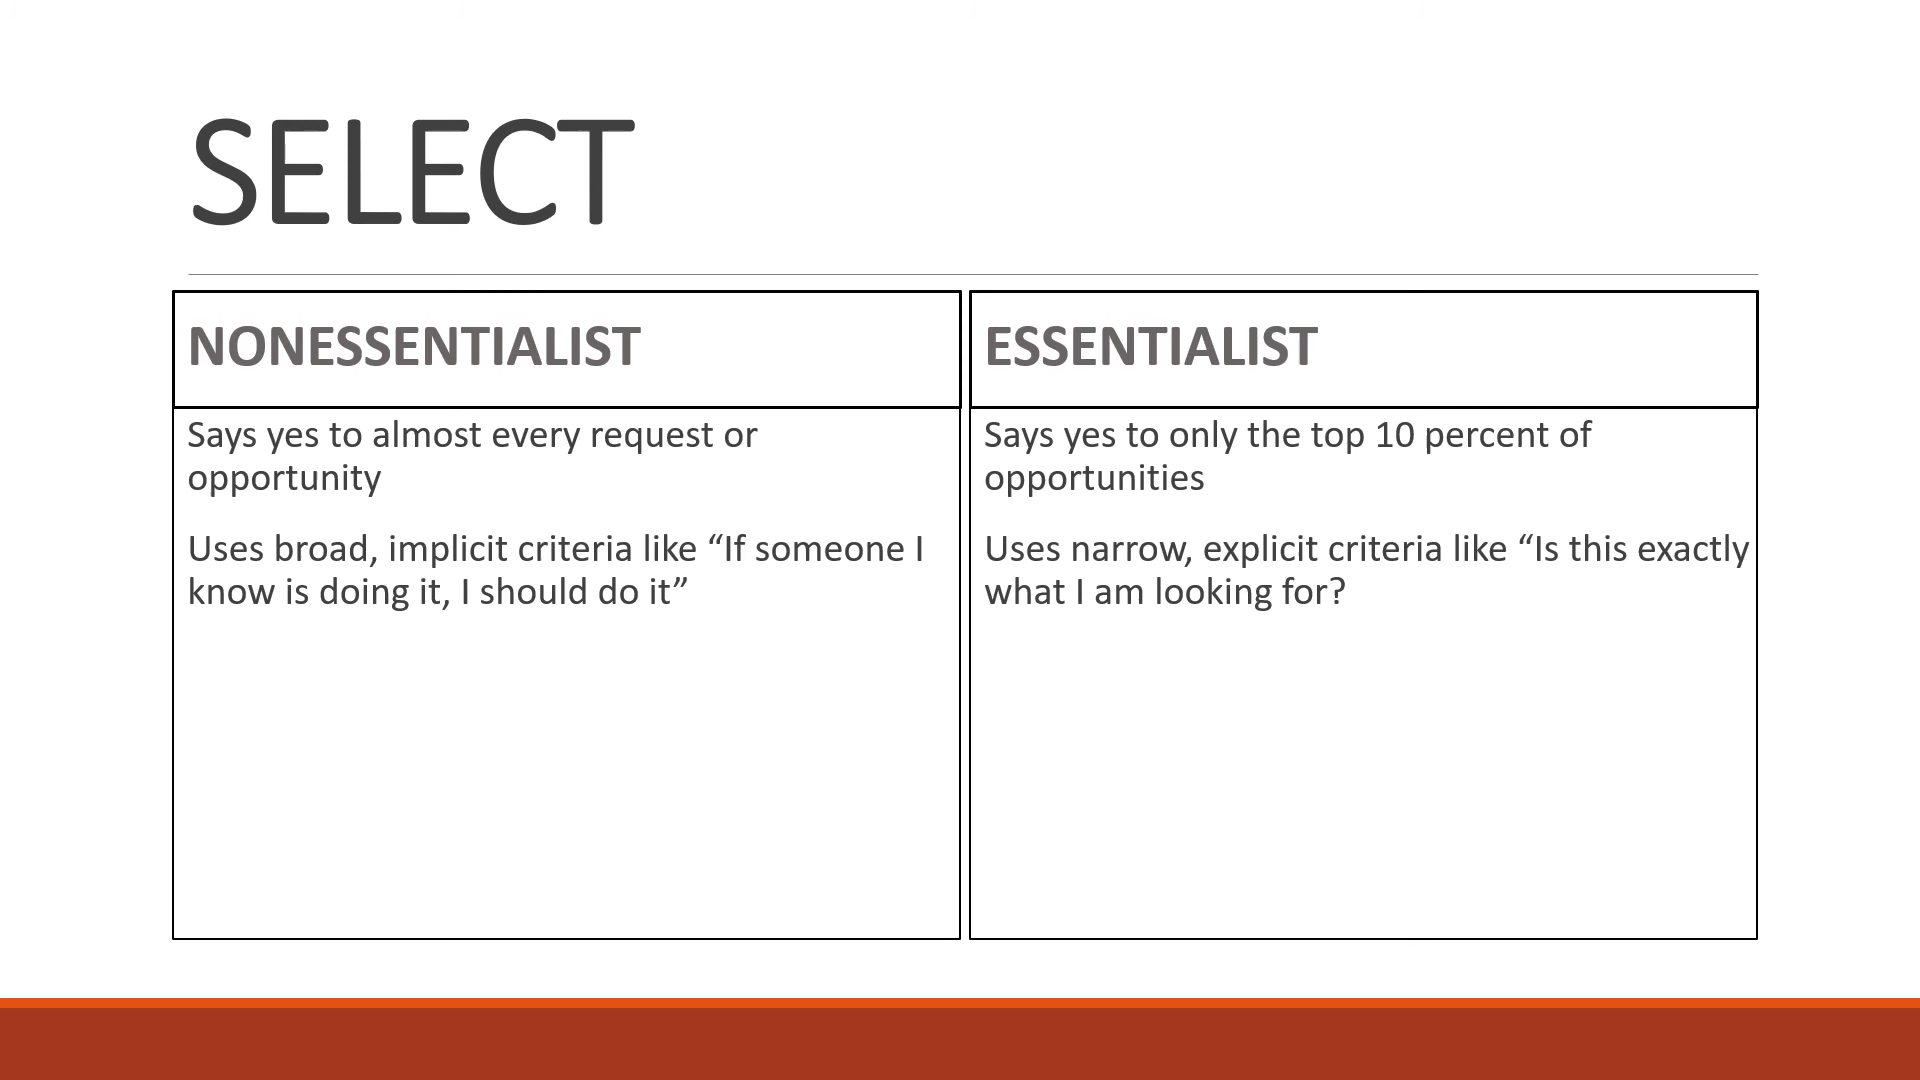 SELECT
NONESSENTIALIST
Says yes to almost every request or
opportunity
Uses broad, implicit criteria like “If someone I
know is doing it, I should do it”
ESSENTIALIST
Says yes to only the top 10 percent of
opportunities
Uses narrow, explicit criteria like “Is this exactly
what I am looking for?